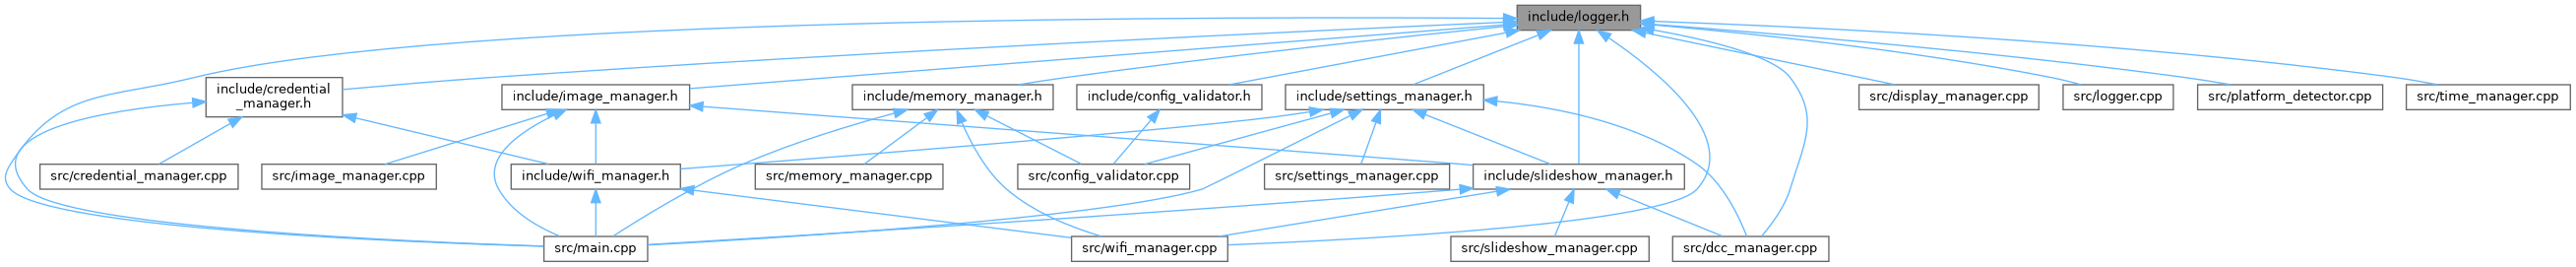 include/logger.h
include/credential
_manager.h
include/image_manager.h
include/memory_manager.h
include/config_validator.h
include/settings_manager.h
src/display_manager.cpp
src/logger.cpp
src/platform_detector.cpp
src/time_manager.cpp
src/credential_manager.cpp
src/image_manager.cpp
include/wifi_manager.h
src/memory_manager.cpp
src/config_validator.cpp
src/settings_manager.cpp
include/slideshow_manager.h
src/main.cpp
src/wifi_manager.cpp
src/slideshow_manager.cpp
src/dcc_manager.cpp